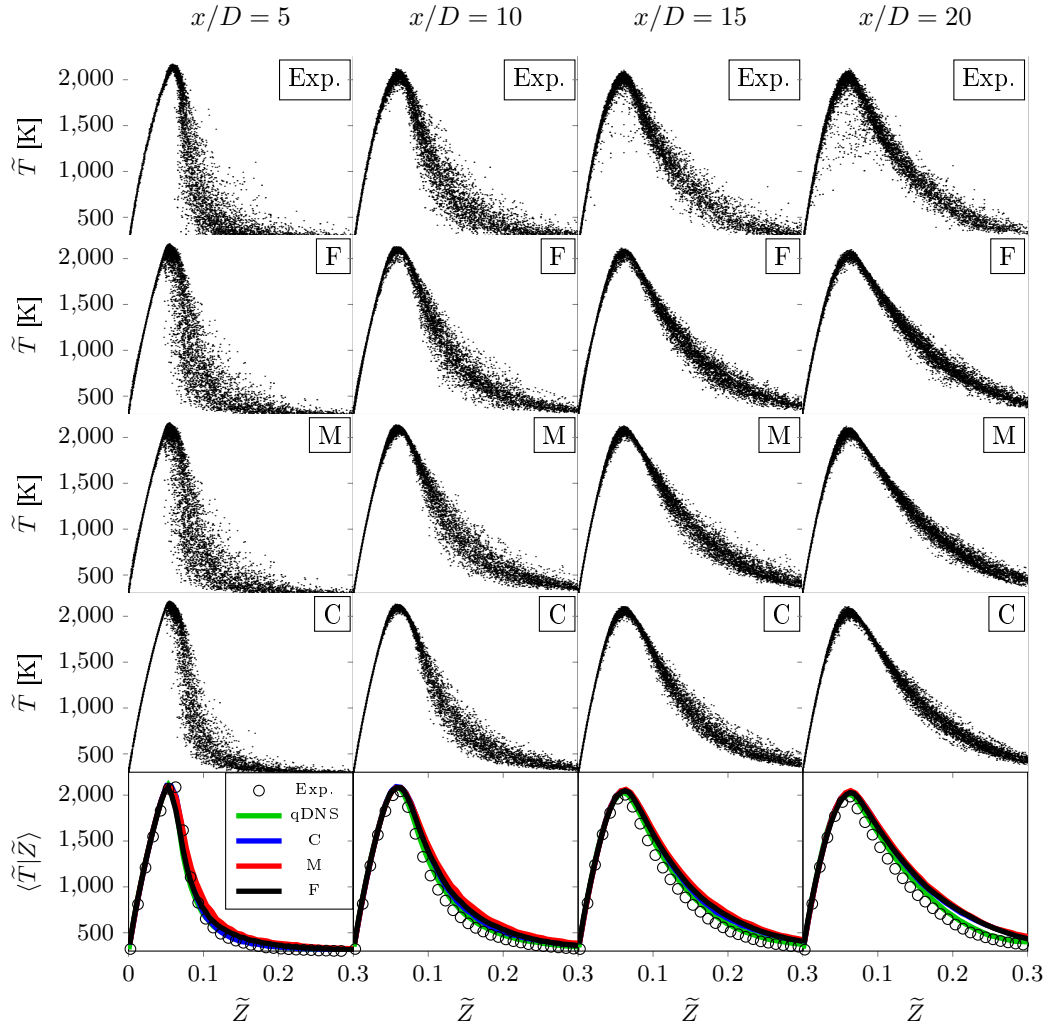 x/D = 5 x/D = 10 x/D = 15 x/D = 20
2,000 1,500 1,000 500 T̃ [K] Exp. Exp. Exp. Exp.
2,000 1,500 1,000 500 T̃ [K] F F F F
2,000 1,500 1,000 500 T̃ [K] M M M M
2,000 1,500 1,000 500 T̃ [K] C C C C
2,000 1,500 1,000 500 ⟨T̃|Z̃⟩
Exp.
qDNS
C
M
F
0 0.1 0.2 0.3 0.1 0.2 0.3 0.1 0.2 0.3 0.1 0.2 0.3
Z̃ Z̃ Z̃ Z̃